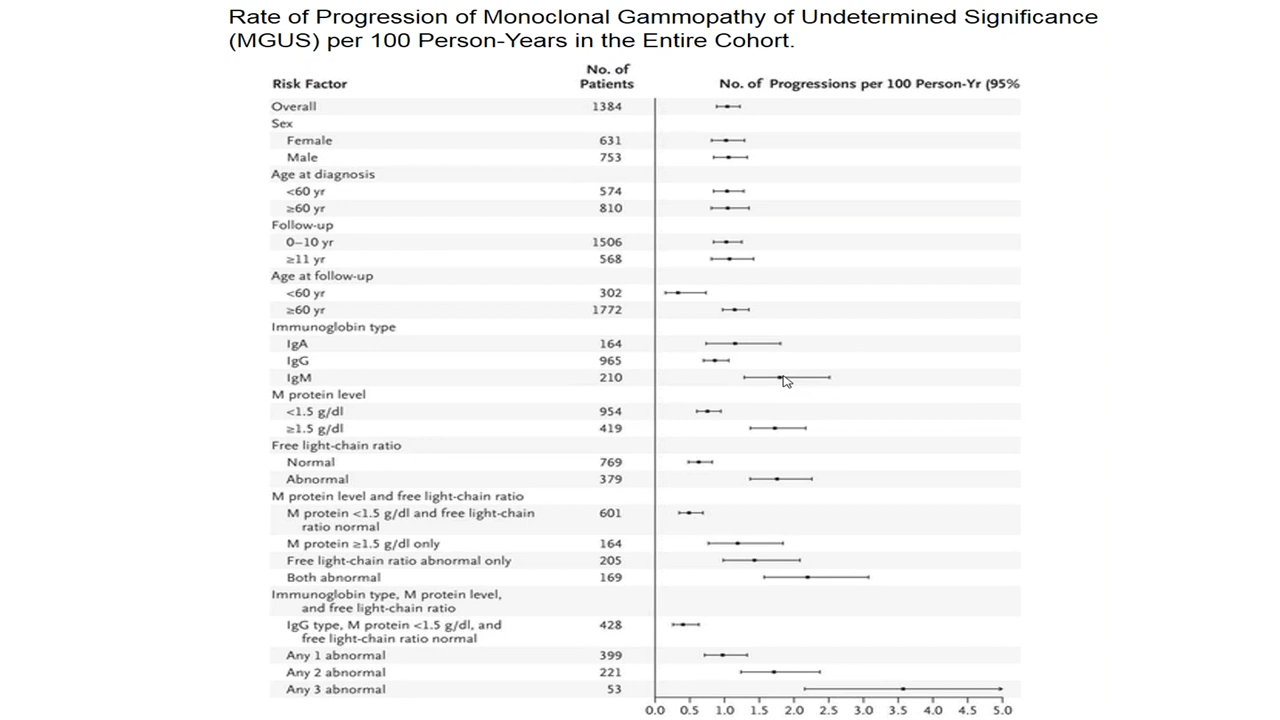 Rate of Progression of Monoclonal Gammopathy of Undetermined Significance
(MGUS) per 100 Person-Years in the Entire Cohort.
No. of
Risk Factor Patients No. of Progressions per 100 Person-Yr (95%
Overall 1384
Sex
Female 631
Male 753
Age at diagnosis
<60 yr 574
≥60 yr 810
Follow-up
0–10 yr 1506
≥11 yr 568
Age at follow-up
<60 yr 302
≥60 yr 1772
Immunoglobin type
IgA 164
IgG 965
IgM 210
M protein level
<1.5 g/dl 954
≥1.5 g/dl 419
Free light-chain ratio
Normal 769
Abnormal 379
M protein level and free light-chain ratio
M protein <1.5 g/dl and free light-chain 601
ratio normal
M protein ≥1.5 g/dl only 164
Free light-chain ratio abnormal only 205
Both abnormal 169
Immunoglobin type, M protein level,
and free light-chain ratio
IgG type, M protein <1.5 g/dl, and 428
free light-chain ratio normal
Any 1 abnormal 399
Any 2 abnormal 221
Any 3 abnormal 53
0.0 0.5 1.0 1.5 2.0 2.5 3.0 3.5 4.0 4.5 5.0